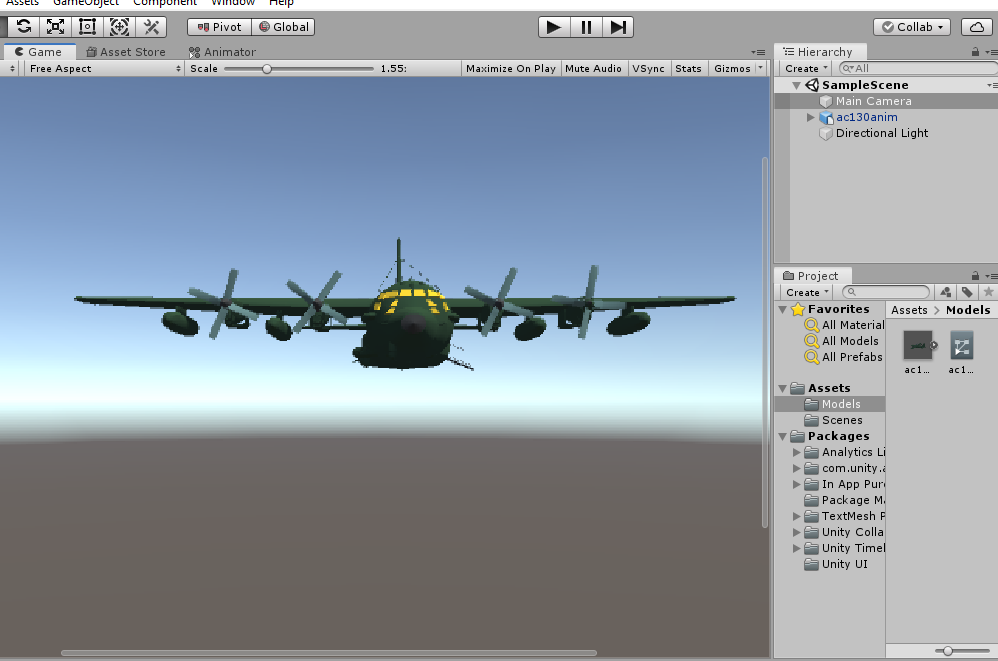 Assets GameObject Component Window Help
Pivot Global Collab
Game Asset Store Animator
Free Aspect Scale 1.55: Maximize On Play Mute Audio VSync Stats Gizmos
Hierarchy
Create All
SampleScene
Main Camera
ac130anim
Directional Light
Project
Create
Favorites
All Material
All Models
All Prefabs
Assets
Models
Scenes
Packages
Analytics Li
com.unity.a
In App Pur
Package Ma
TextMesh P
Unity Colla
Unity Timel
Unity UI
Assets > Models
ac1... ac1...